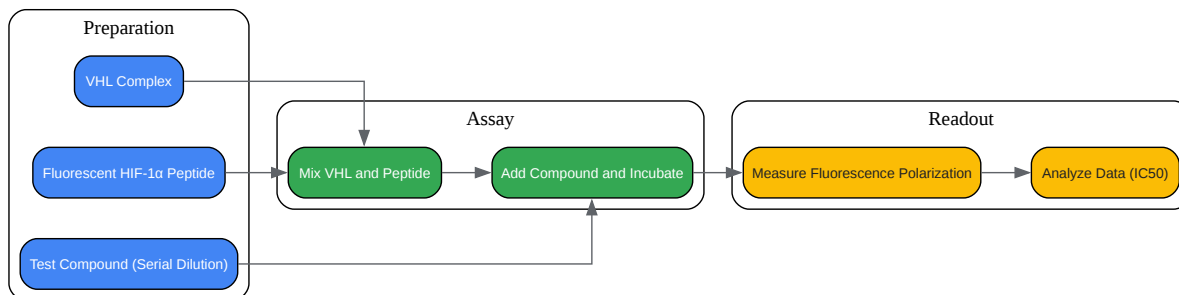 Preparation
VHL Complex
Fluorescent HIF-1α Peptide
Test Compound (Serial Dilution)
Assay
Mix VHL and Peptide
Add Compound and Incubate
Readout
Measure Fluorescence Polarization
Analyze Data (IC50)